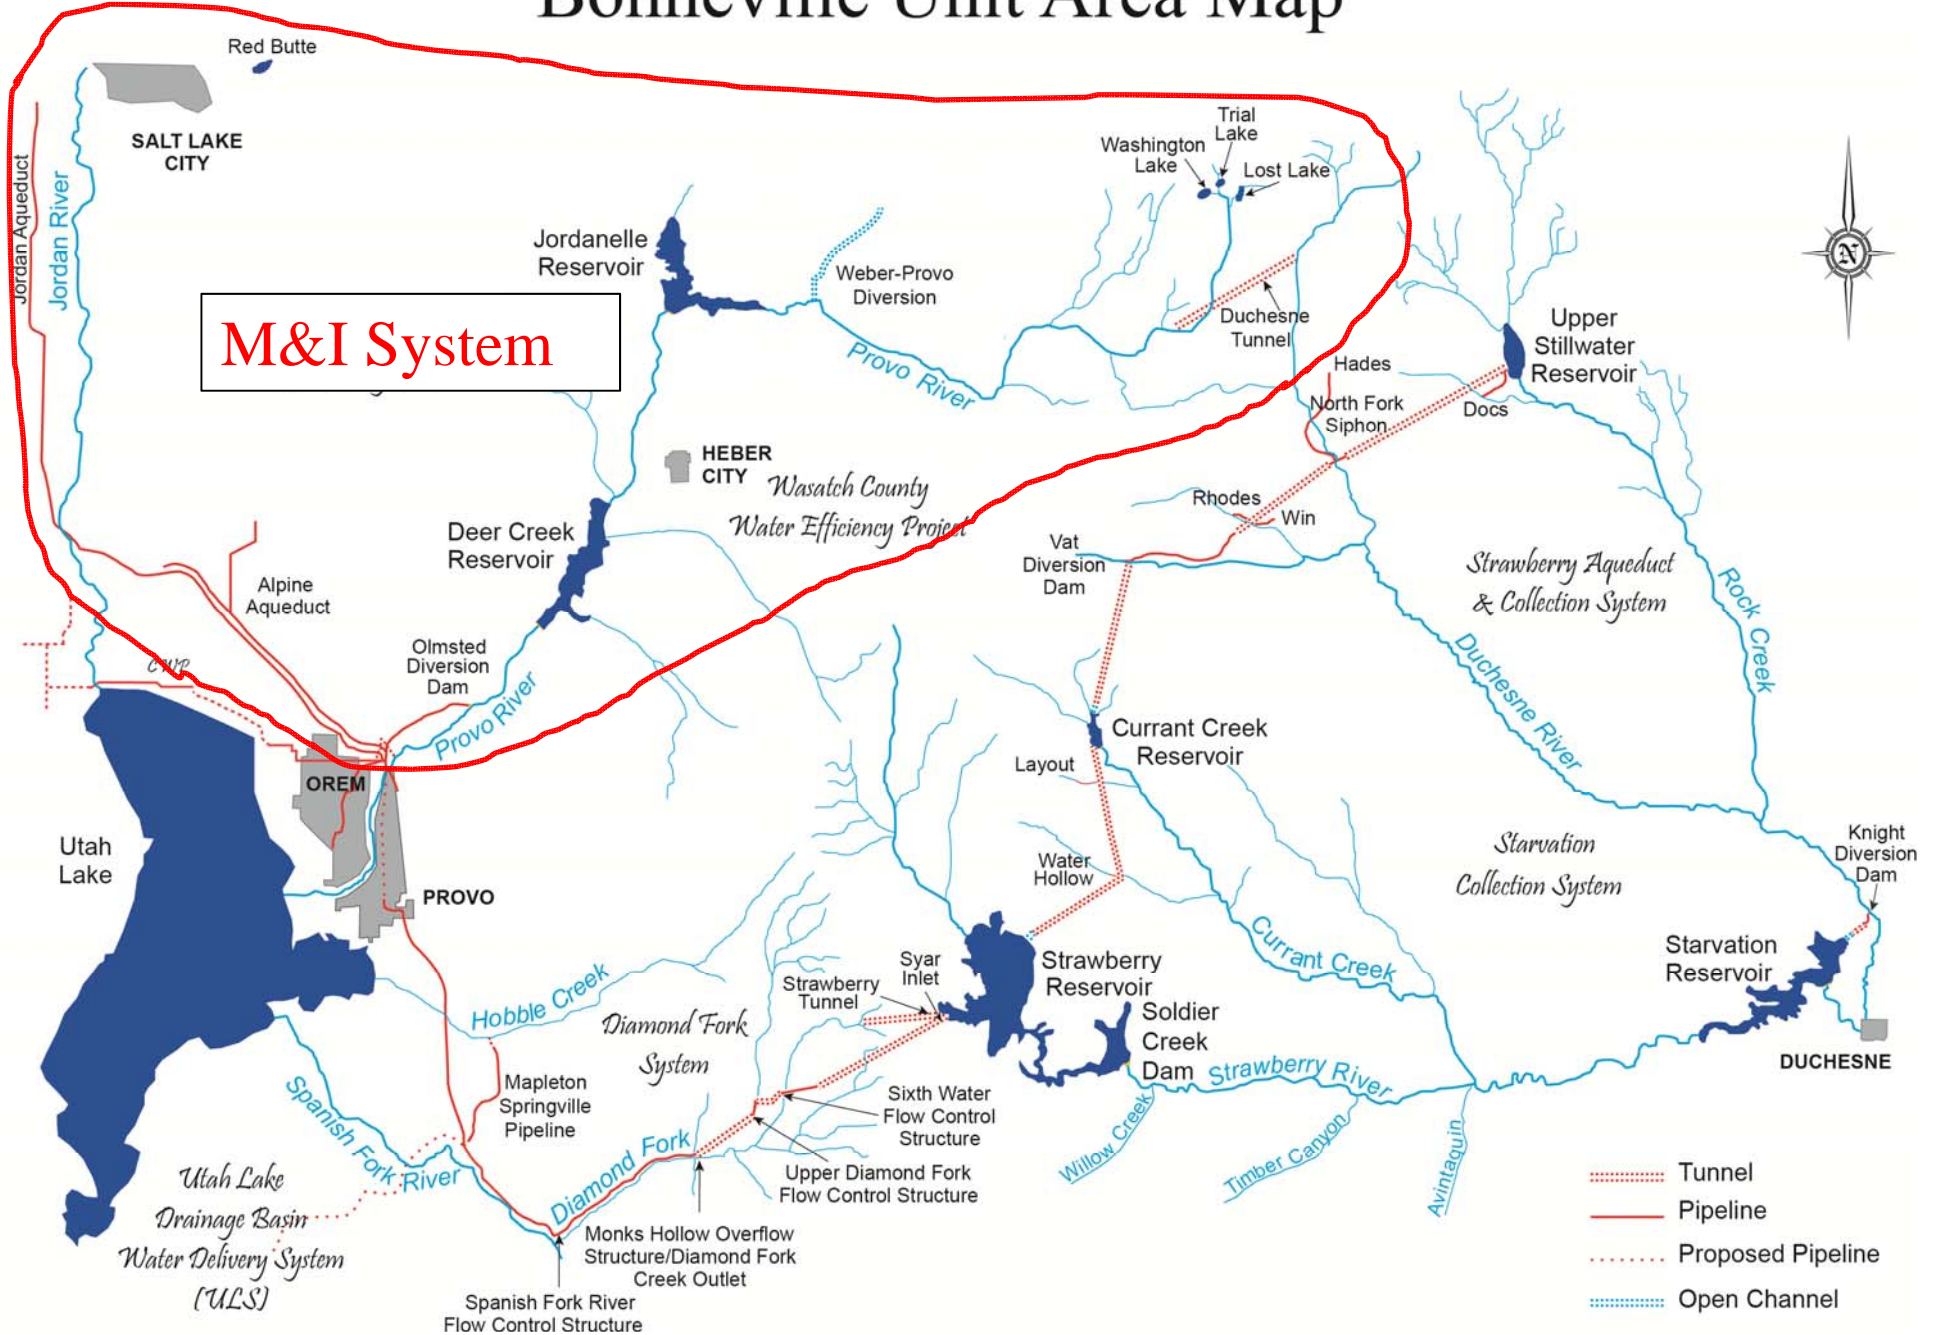 Bonneville Unit Area Map
Red Butte
SALT LAKE
CITY
Jordan Aqueduct
Jordan River
Trial
Lake
Washington
Lake
Lost Lake
Jordanelle
Reservoir
Weber-Provo
Diversion
Duchesne
Tunnel
M&I System
Provo River
N
Upper
Stillwater
Reservoir
Hades
North Fork
Siphon
Docs
HEBER
CITY
Wasatch County
Water Efficiency Project
Rhodes
Win
Deer Creek
Reservoir
Vat
Diversion
Dam
Strawberry Aqueduct
& Collection System
Rock Creek
Alpine
Aqueduct
Olmsted
Diversion
Dam
CWP
Provo River
Duchesne River
Currant Creek
Reservoir
Layout
OREM
Utah
Lake
Water
Hollow
Starvation
Collection System
Knight
Diversion
Dam
PROVO
Currant Creek
Starvation
Reservoir
Syar
Inlet
Strawberry
Tunnel
Strawberry
Reservoir
Hobble Creek
Diamond Fork
System
Soldier
Creek
Dam
Strawberry River
DUCHESNE
Mapleton
Springville
Pipeline
Sixth Water
Flow Control
Structure
Spanish Fork River
Diamond Fork
Upper Diamond Fork
Flow Control Structure
Willow Creek
Timber Canyon
Avintaquin
Utah Lake
Drainage Basin
Water Delivery System
(ULS)
Monks Hollow Overflow
Structure/Diamond Fork
Creek Outlet
Spanish Fork River
Flow Control Structure
Tunnel
Pipeline
Proposed Pipeline
Open Channel